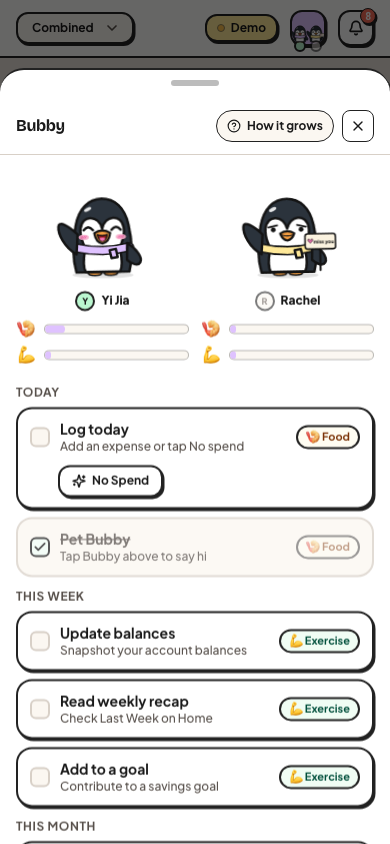 Combined
Demo
8
Bubby
How it grows
miss you
Y Yi Jia
R Rachel
TODAY
Log today
Add an expense or tap No spend
Food
No Spend
Pet Bubby
Tap Bubby above to say hi
Food
THIS WEEK
Update balances
Snapshot your account balances
Exercise
Read weekly recap
Check Last Week on Home
Exercise
Add to a goal
Contribute to a savings goal
Exercise
THIS MONTH